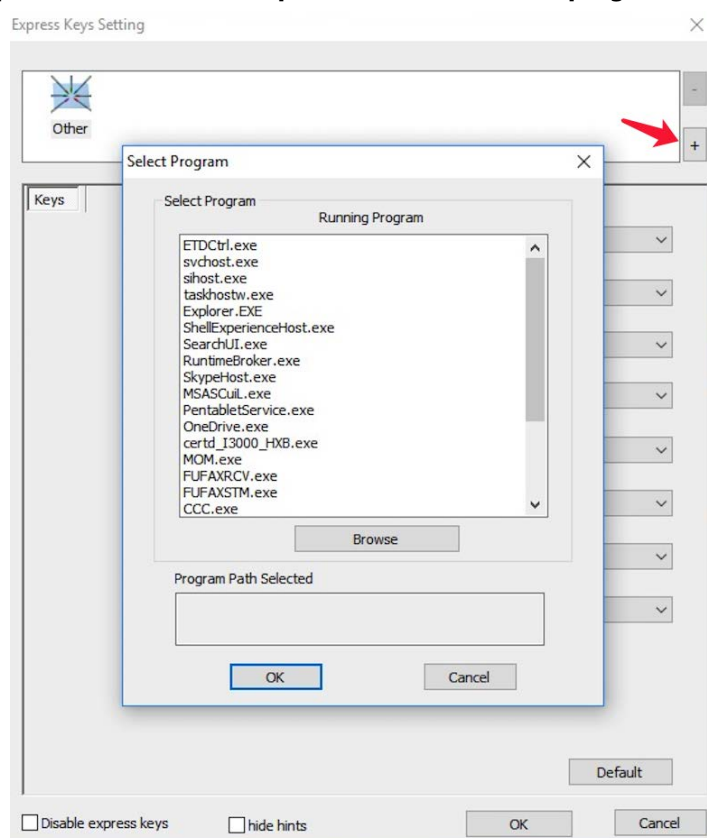 Express Keys Setting
Other
-
+
Select Program
Keys
Select Program
Running Program
ETDCtrl.exe
svchost.exe
sihost.exe
taskhostw.exe
Explorer.EXE
ShellExperienceHost.exe
SearchUI.exe
RuntimeBroker.exe
SkypeHost.exe
MSASCuiL.exe
PentabletService.exe
OneDrive.exe
certd_I3000_HXB.exe
MOM.exe
FUFAXRCV.exe
FUFAXSTM.exe
CCC.exe
Browse
Program Path Selected
OK Cancel
Default
Disable express keys hide hints OK Cancel